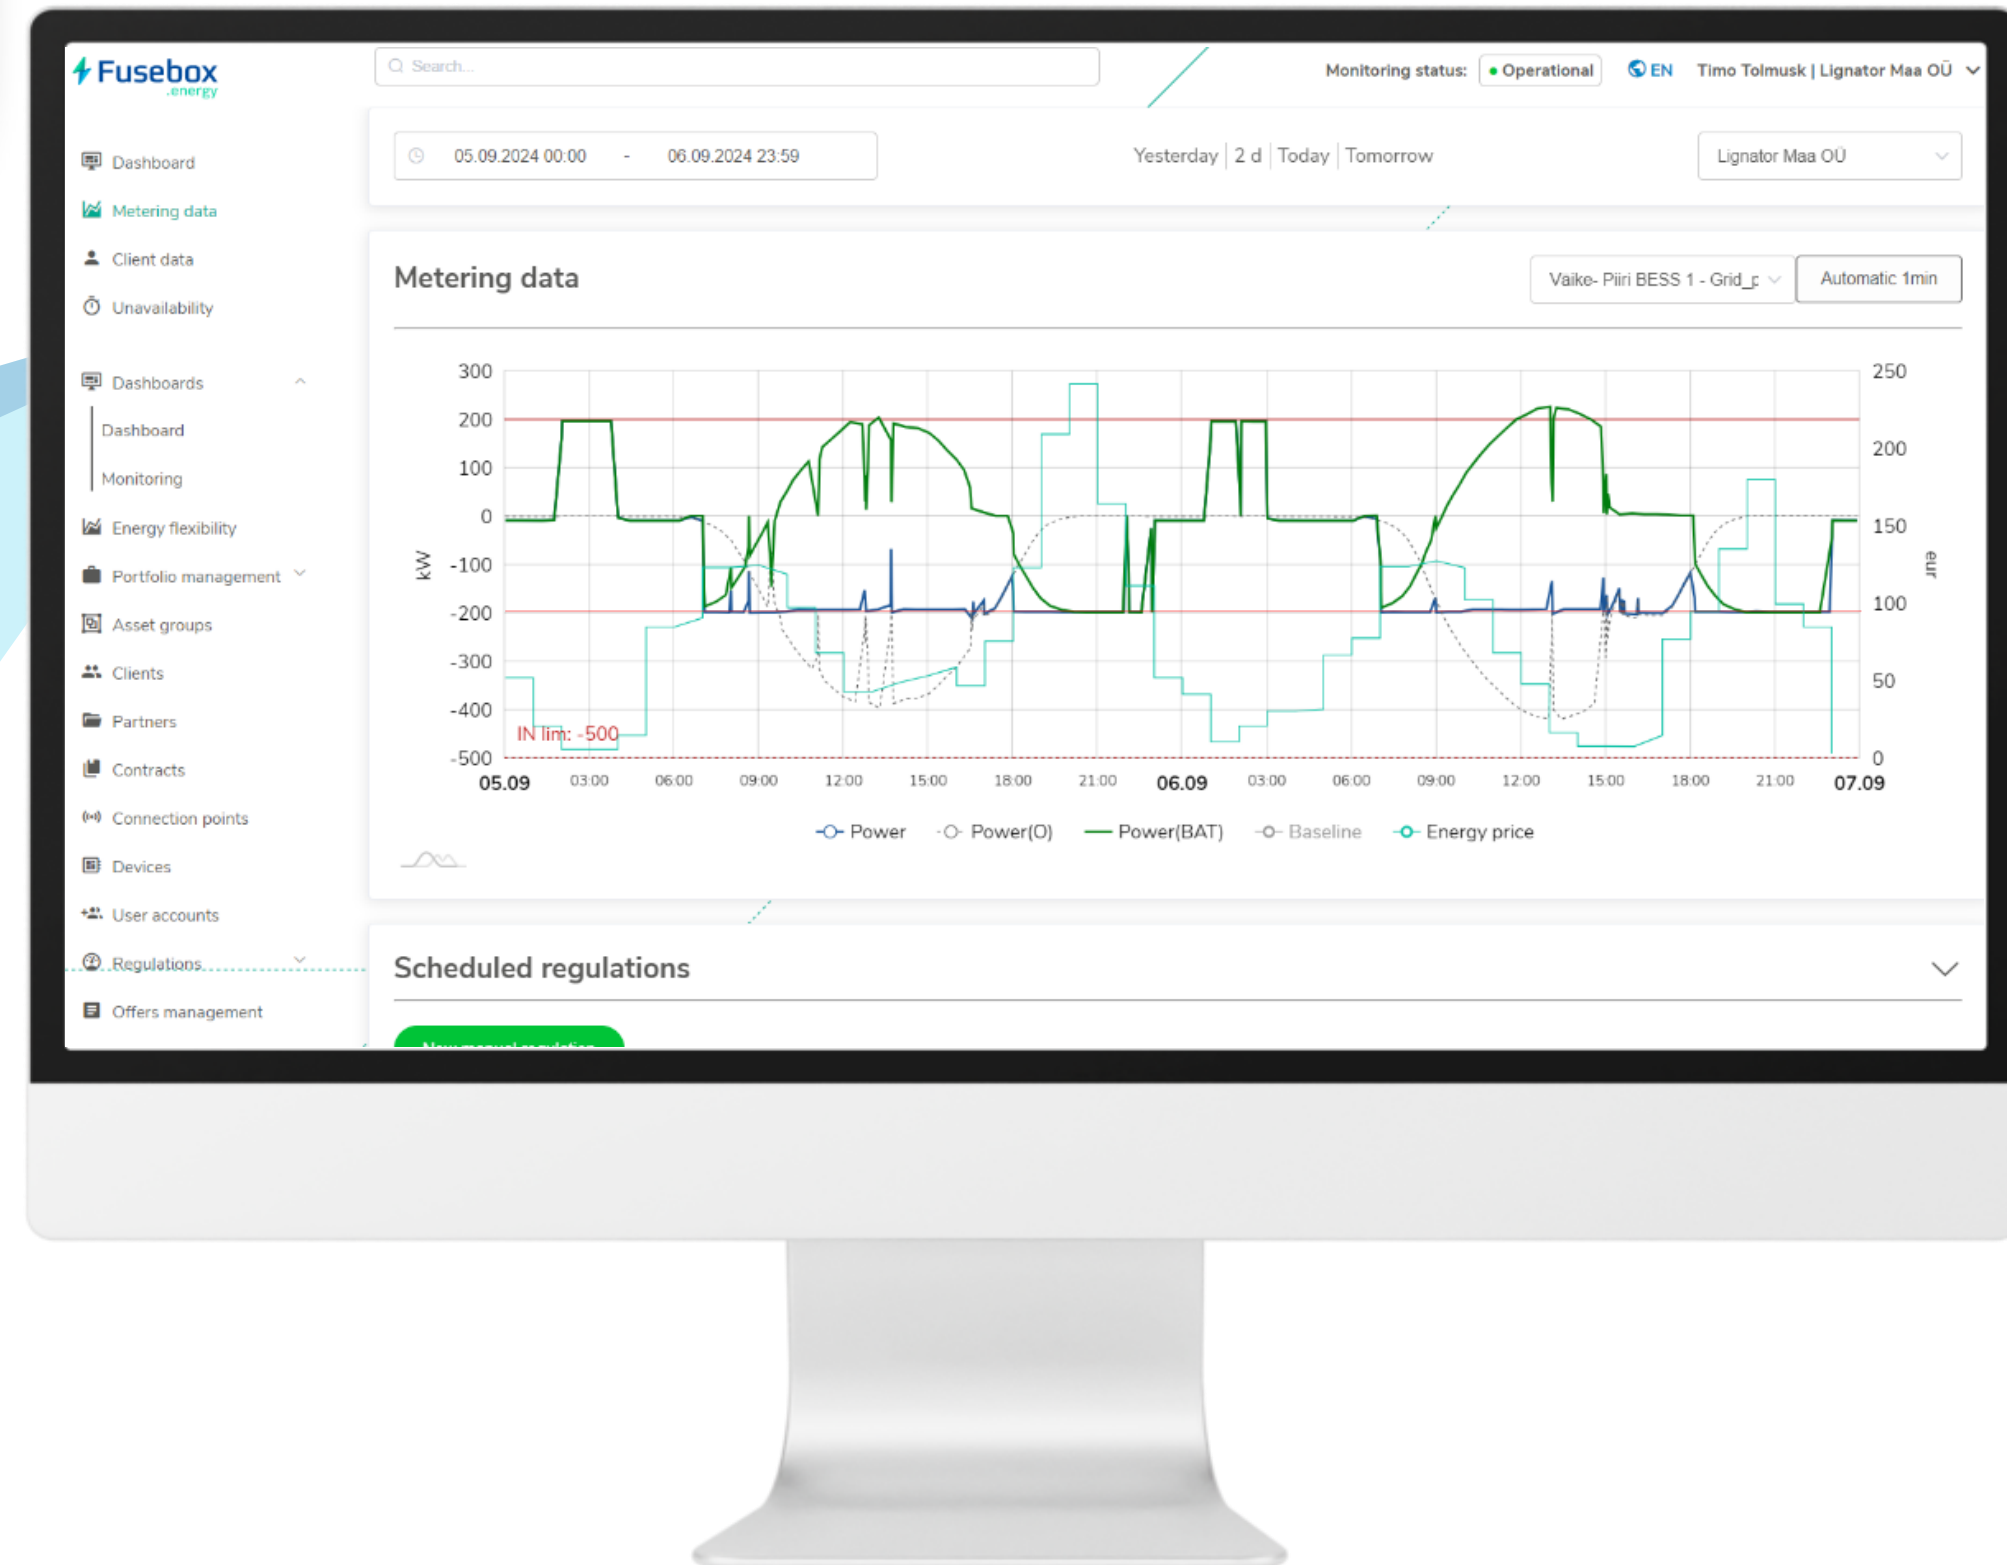 Fusebox
.energy
Search...
Monitoring status: Operational EN Timo Tolmusk | Lignator Maa OÜ
05.09.2024 00:00 - 06.09.2024 23:59
Yesterday | 2 d | Today | Tomorrow
Lignator Maa OÜ
Dashboard
Metering data
Client data
Unavailability
Dashboards
Dashboard
Monitoring
Energy flexibility
Portfolio management
Asset groups
Clients
Partners
Contracts
Connection points
Devices
User accounts
Regulations
Offers management
Metering data
Vaike- Piiri BESS 1 - Grid_p
Automatic 1min
300
200
100
0
-100
-200
-300
-400
-500
kW
250
200
150
100
50
0
eur
IN lim: -500
05.09 03:00 06:00 09:00 12:00 15:00 18:00 21:00 06.09 03:00 06:00 09:00 12:00 15:00 18:00 21:00 07.09
Power Power(O) Power(BAT) Baseline Energy price
Scheduled regulations
New manual regulation